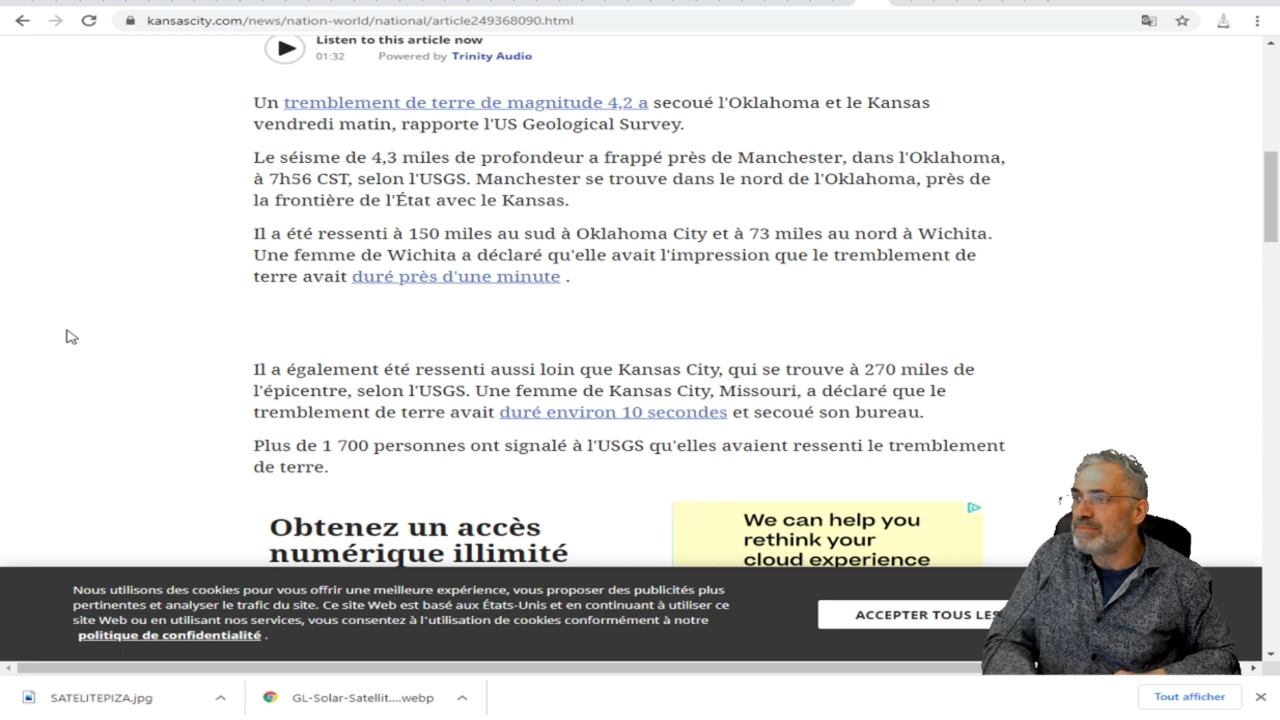 kansascity.com/news/nation-world/national/article249368090.html
Listen to this article now
01:32 Powered by Trinity Audio
Un tremblement de terre de magnitude 4,2 a secoué l'Oklahoma et le Kansas
vendredi matin, rapporte l'US Geological Survey.
Le séisme de 4,3 miles de profondeur a frappé près de Manchester, dans l'Oklahoma,
à 7h56 CST, selon l'USGS. Manchester se trouve dans le nord de l'Oklahoma, près de
la frontière de l'État avec le Kansas.
Il a été ressenti à 150 miles au sud à Oklahoma City et à 73 miles au nord à Wichita.
Une femme de Wichita a déclaré qu'elle avait l'impression que le tremblement de
terre avait duré près d'une minute .
Il a également été ressenti aussi loin que Kansas City, qui se trouve à 270 miles de
l'épicentre, selon l'USGS. Une femme de Kansas City, Missouri, a déclaré que le
tremblement de terre avait duré environ 10 secondes et secoué son bureau.
Plus de 1 700 personnes ont signalé à l'USGS qu'elles avaient ressenti le tremblement
de terre.
Obtenez un accès
numérique illimité
We can help you
rethink your
cloud experience
Nous utilisons des cookies pour vous offrir une meilleure expérience, vous proposer des publicités plus
pertinentes et analyser le trafic du site. Ce site Web est basé aux États-Unis et en continuant à utiliser ce
site Web ou en utilisant nos services, vous consentez à l'utilisation de cookies conformément à notre
politique de confidentialité .
ACCEPTER TOUS LES
SATELITEPIZA.jpg
GL-Solar-Satellit....webp
Tout afficher